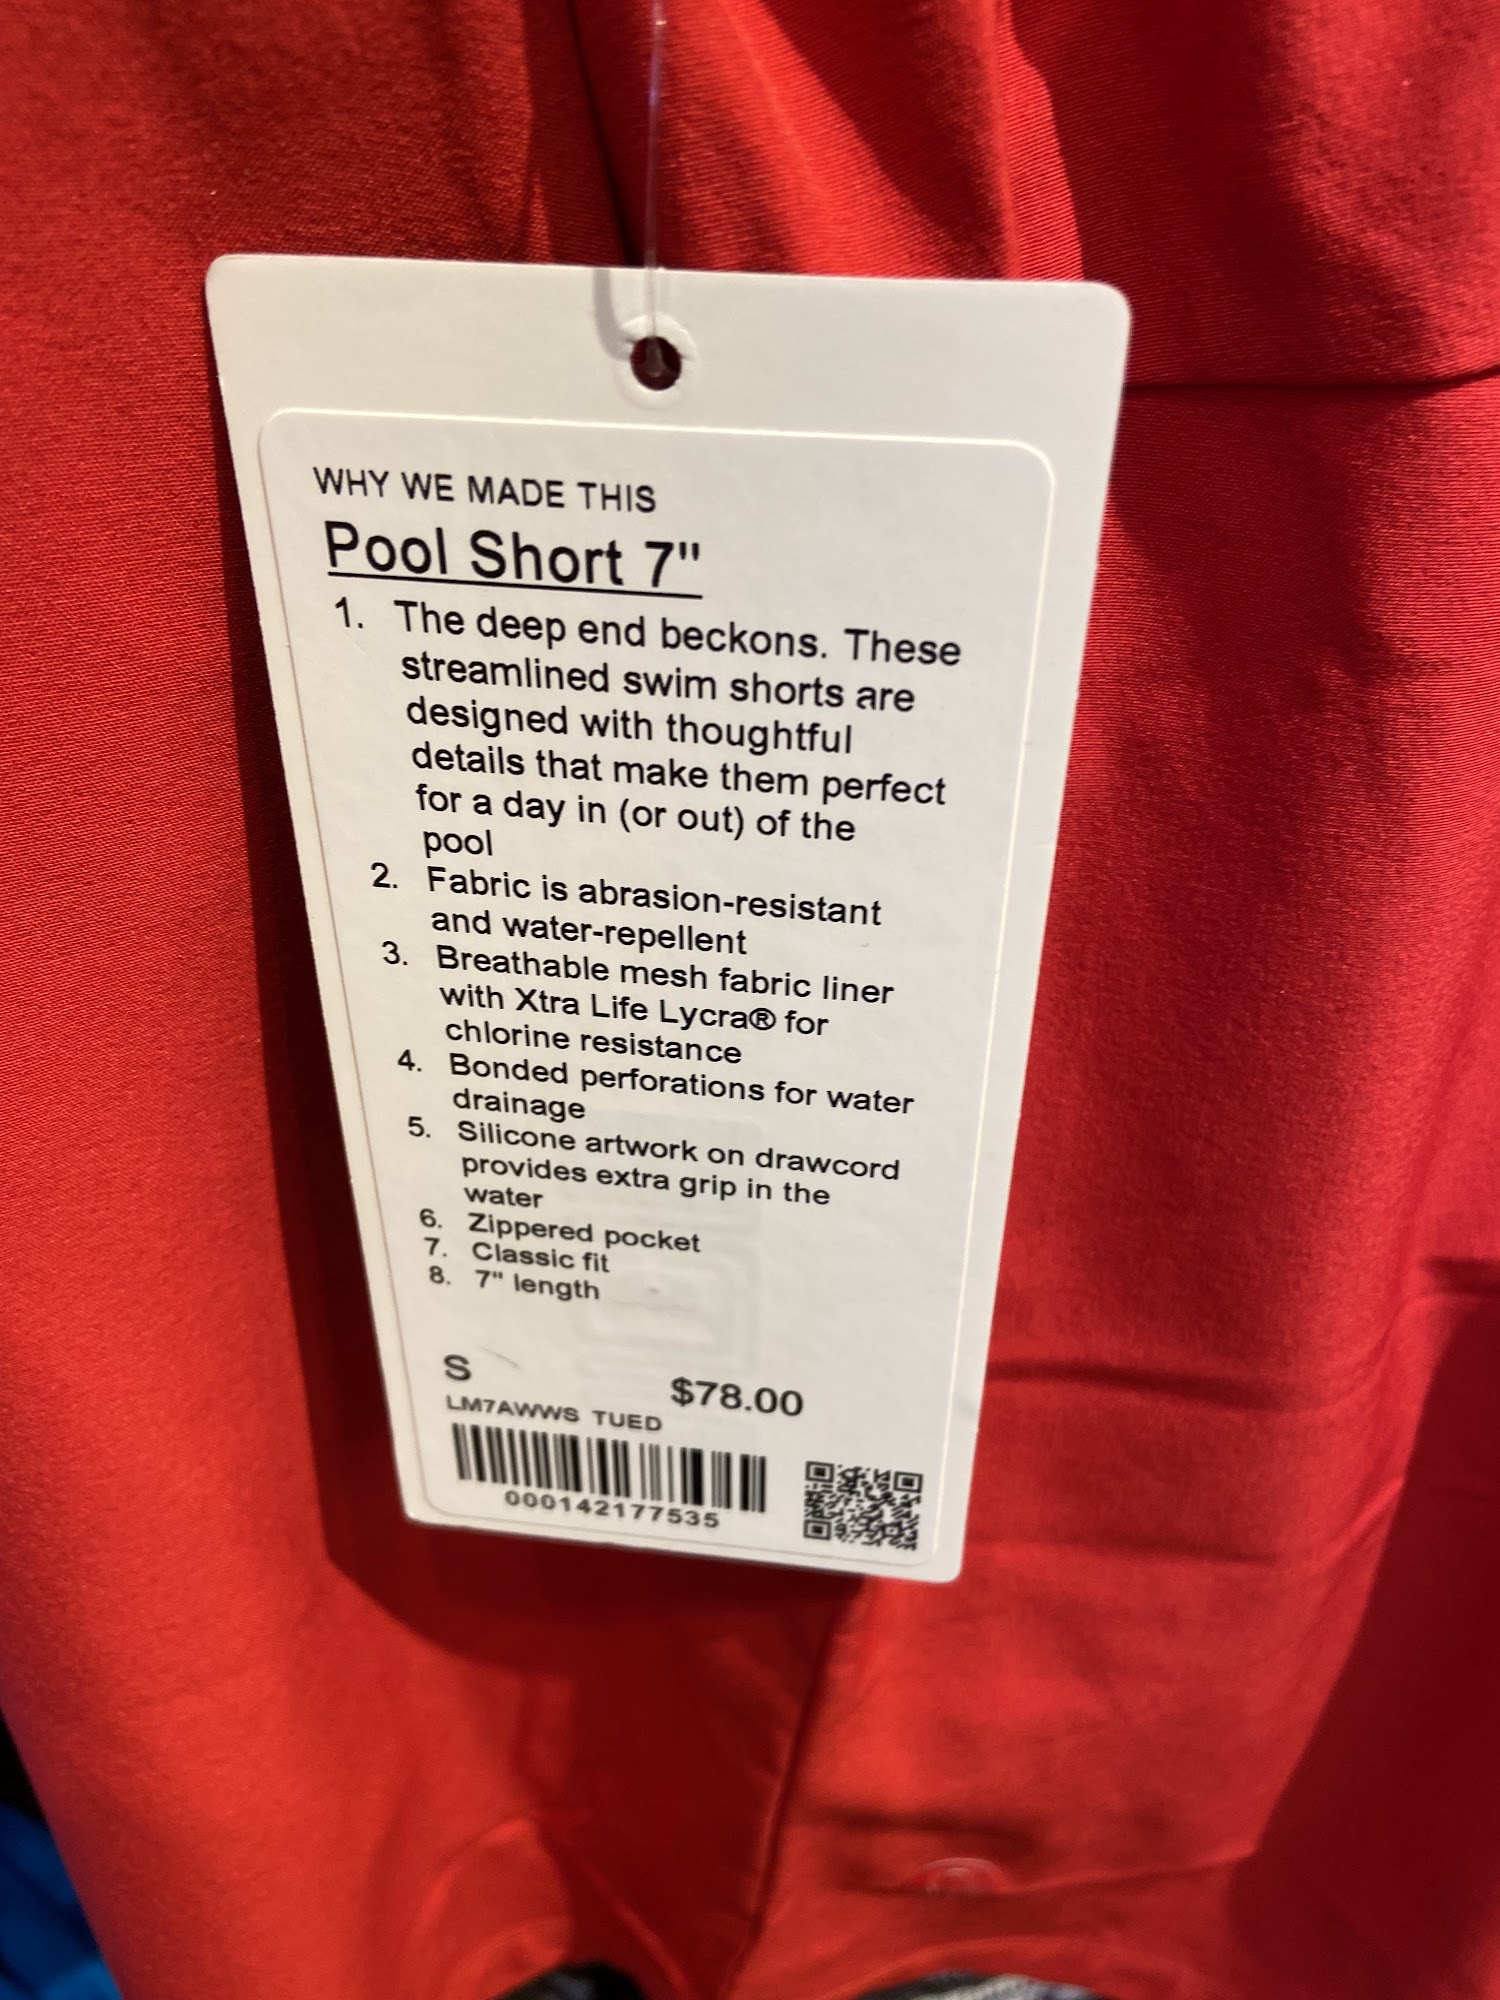 WHY WE MADE THIS
Pool Short 7"
1. The deep end beckons. These
streamlined swim shorts are
designed with thoughtful
details that make them perfect
for a day in (or out) of the
pool
2. Fabric is abrasion-resistant
and water-repellent
3. Breathable mesh fabric liner
with Xtra Life Lycra® for
chlorine resistance
4. Bonded perforations for water
drainage
5. Silicone artwork on drawcord
provides extra grip in the
water
6. Zippered pocket
7. Classic fit
8. 7" length
S $78.00
LM7AWWS TUED
000142177535